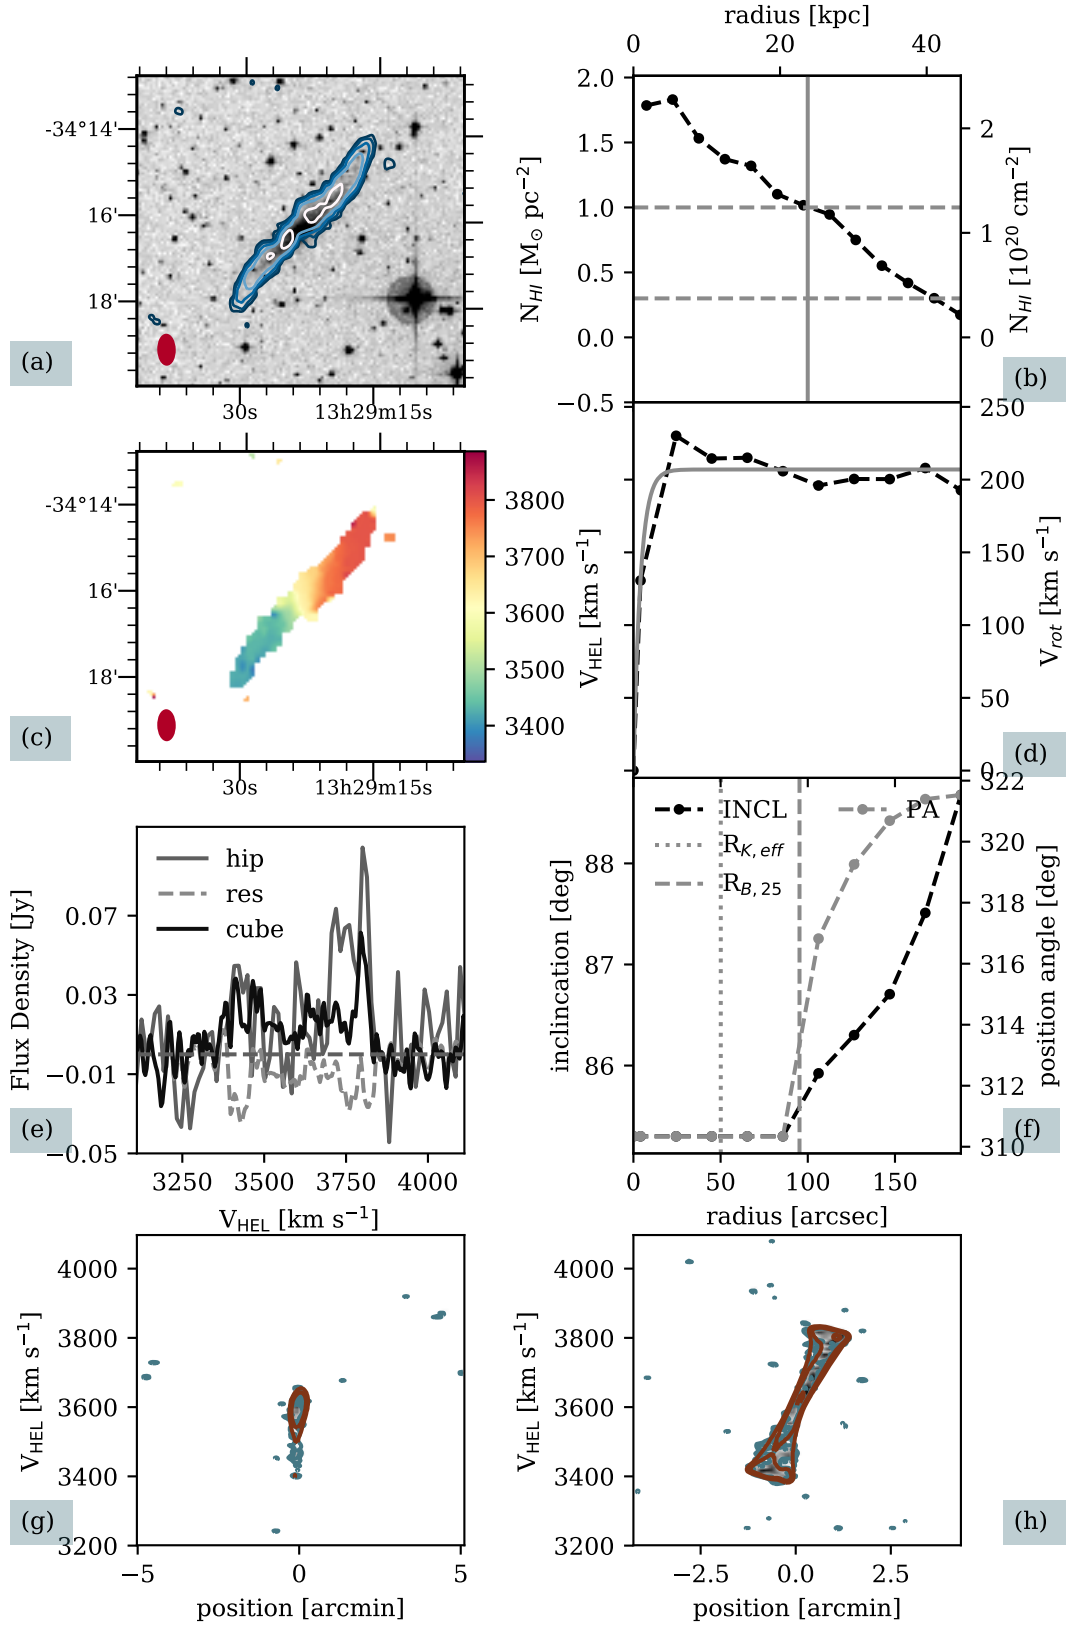 -34°14'
16'
18'
30s
13h29m15s
(a)
radius [kpc]
0
20
40
2.0
1.5
1.0
0.5
0.0
−0.5
N_HI [M⊙ pc⁻²]
2
1
0
N_HI [10²⁰ cm⁻²]
(b)
-34°14'
16'
18'
30s
13h29m15s
3800
3700
3600
3500
3400
V_HEL [km s⁻¹]
(c)
250
200
150
100
50
0
V_rot [km s⁻¹]
(d)
hip
res
cube
0.07
0.03
−0.01
−0.05
Flux Density [Jy]
3250
3500
3750
4000
V_HEL [km s⁻¹]
(e)
INCL
PA
R_K,eff
R_B,25
88
87
86
inclincation [deg]
322
320
318
316
314
312
310
position angle [deg]
0
50
100
150
radius [arcsec]
(f)
4000
3800
3600
3400
3200
V_HEL [km s⁻¹]
−5
0
5
position [arcmin]
(g)
4000
3800
3600
3400
3200
V_HEL [km s⁻¹]
−2.5
0.0
2.5
position [arcmin]
(h)